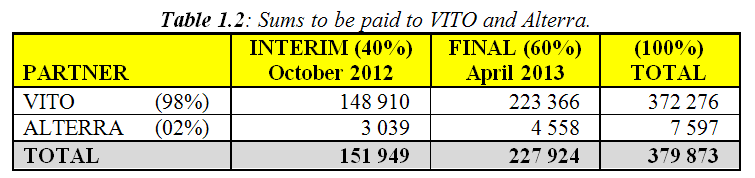 Table 1.2: Sums to be paid to VITO and Alterra.
PARTNER INTERIM (40%) October 2012 FINAL (60%) April 2013 (100%) TOTAL
VITO (98%) 148 910 223 366 372 276
ALTERRA (02%) 3 039 4 558 7 597
TOTAL 151 949 227 924 379 873